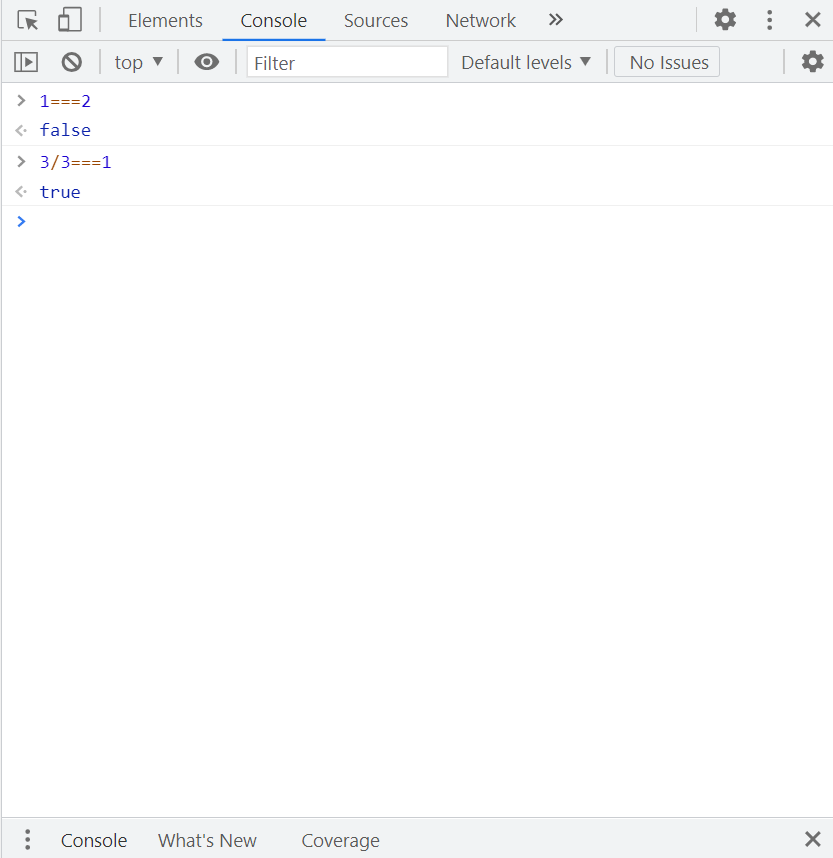 Elements Console Sources Network
top Filter Default levels No Issues
1===2
false
3/3===1
true
Console What's New Coverage